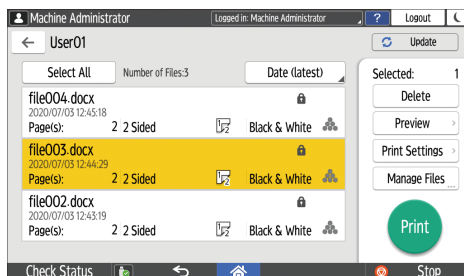 Machine Administrator Logged in: Machine Administrator ? Logout
← User01 Update
Select All Number of Files:3 Date (latest) Selected: 1
file004.docx
2020/07/03 12:45:18
Page(s): 2 2 Sided Black & White
Delete
Preview
file003.docx
2020/07/03 12:44:29
Page(s): 2 2 Sided Black & White
Print Settings
Manage Files
file002.docx
2020/07/03 12:43:19
Page(s): 2 2 Sided Black & White
Print
Check Status Stop